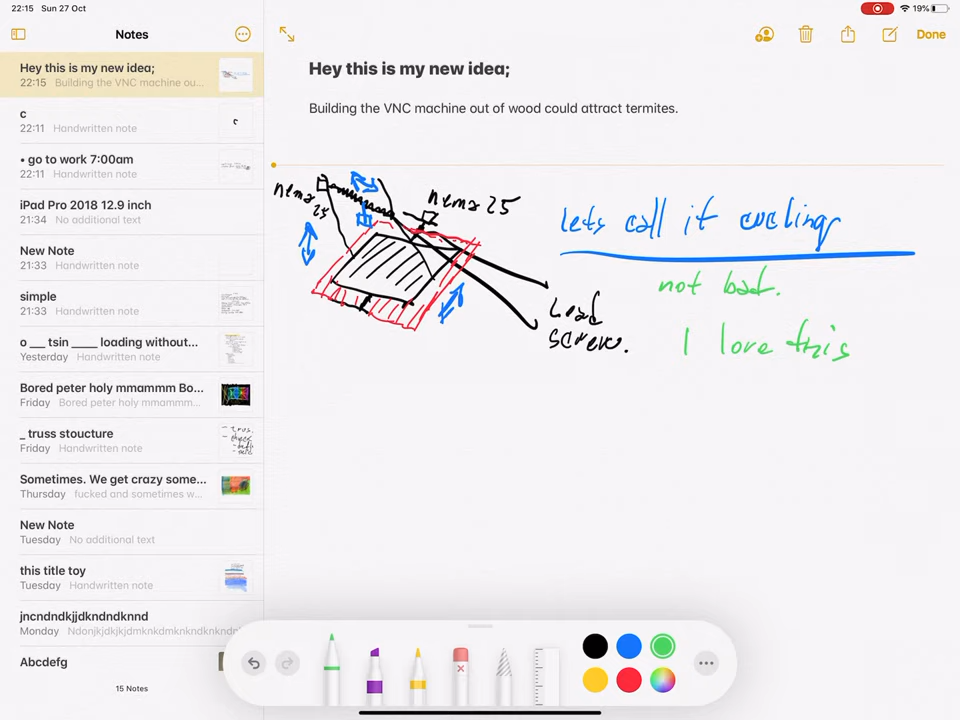 22:15 Sun 27 Oct
19%
Notes
Done
Hey this is my new idea;
22:15 Building the VNC machine ou...
c
22:11 Handwritten note
• go to work 7:00am
22:11 Handwritten note
iPad Pro 2018 12.9 inch
21:34 No additional text
New Note
21:33 Handwritten note
simple
21:33 Handwritten note
o ___ tsin ____ loading without...
Yesterday Handwritten note
Bored peter holy mmammm Bo...
Friday Bored peter holy mmammm...
_ truss stoucture
Friday Handwritten note
Sometimes. We get crazy some...
Thursday fucked and sometimes w...
New Note
Tuesday No additional text
this title toy
Tuesday Handwritten note
jncndndkjjdkndndknnd
Monday Ndonjkjdkjkjdmknkdmknkndknkndn
Abcdefg
15 Notes
Hey this is my new idea;
Building the VNC machine out of wood could attract termites.
nema 25
nema 25
Lead
screw.
lets call it
not bad.
I love this